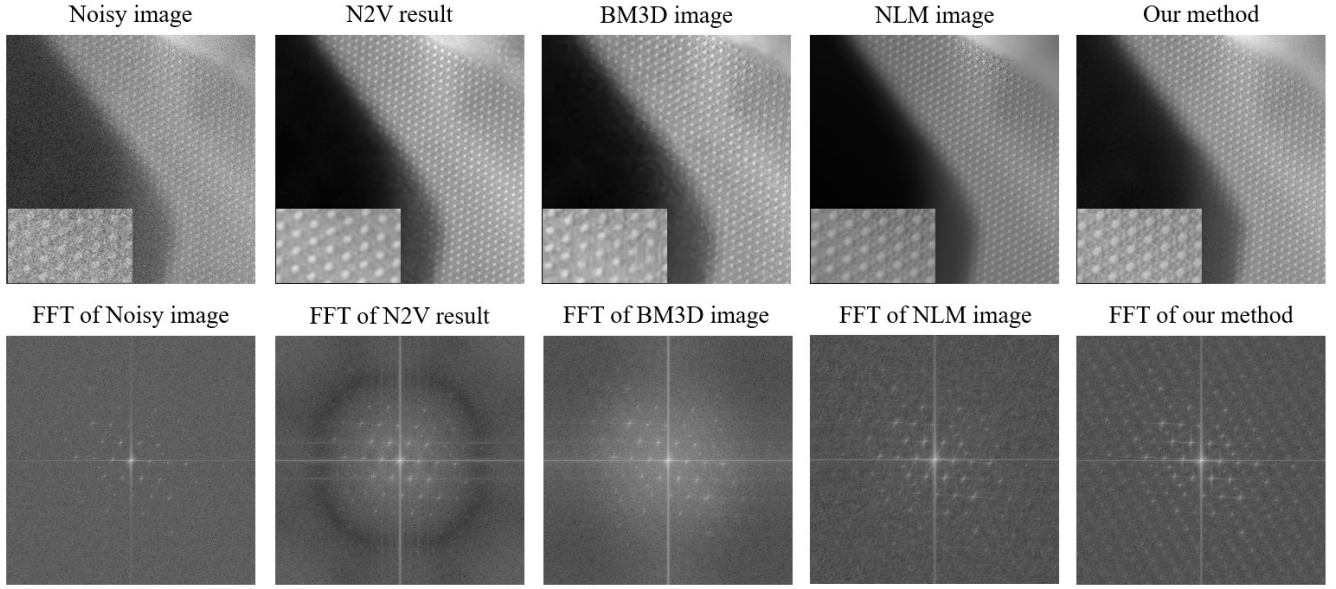 Noisy image
N2V result
BM3D image
NLM image
Our method
FFT of Noisy image
FFT of N2V result
FFT of BM3D image
FFT of NLM image
FFT of our method